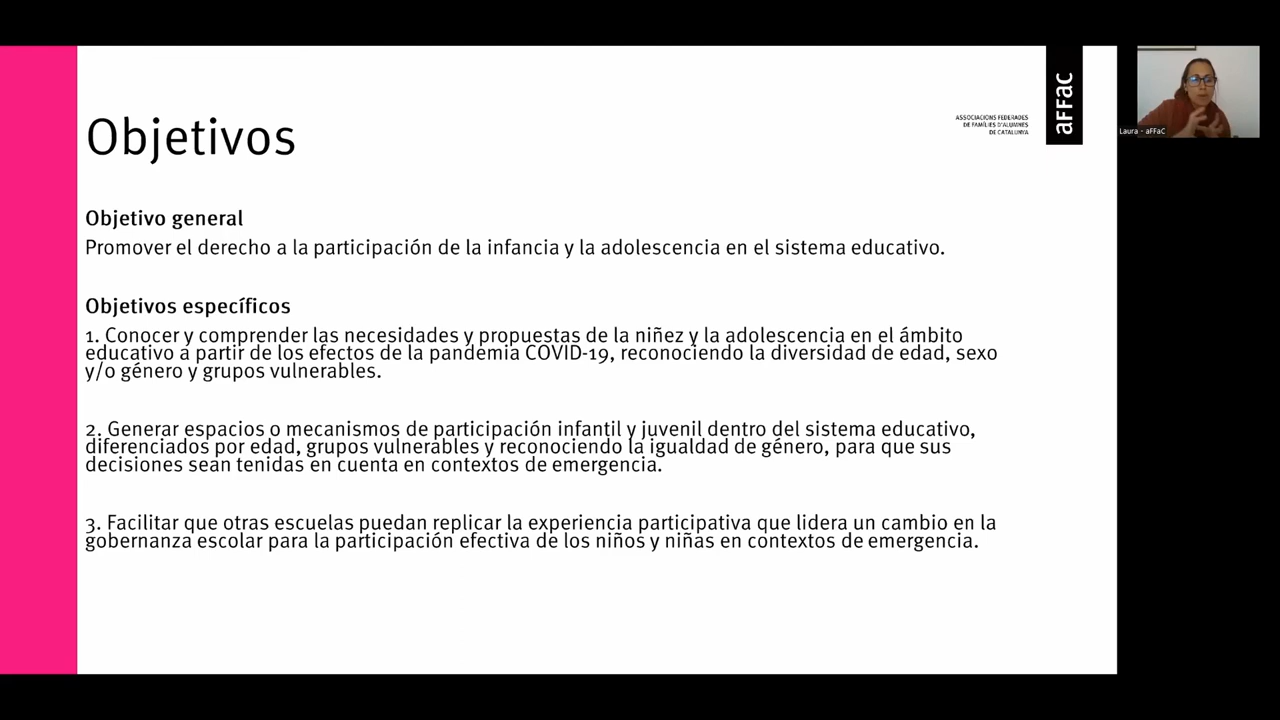 Objetivos
ASSOCIACIONS FEDERADES
DE FAMÍLIES D'ALUMNES
DE CATALUNYA
aFFaC
Laura - aFFaC
Objetivo general
Promover el derecho a la participación de la infancia y la adolescencia en el sistema educativo.
Objetivos específicos
1. Conocer y comprender las necesidades y propuestas de la niñez y la adolescencia en el ámbito
educativo a partir de los efectos de la pandemia COVID-19, reconociendo la diversidad de edad, sexo
y/o género y grupos vulnerables.
2. Generar espacios o mecanismos de participación infantil y juvenil dentro del sistema educativo,
diferenciados por edad, grupos vulnerables y reconociendo la igualdad de género, para que sus
decisiones sean tenidas en cuenta en contextos de emergencia.
3. Facilitar que otras escuelas puedan replicar la experiencia participativa que lidera un cambio en la
gobernanza escolar para la participación efectiva de los niños y niñas en contextos de emergencia.